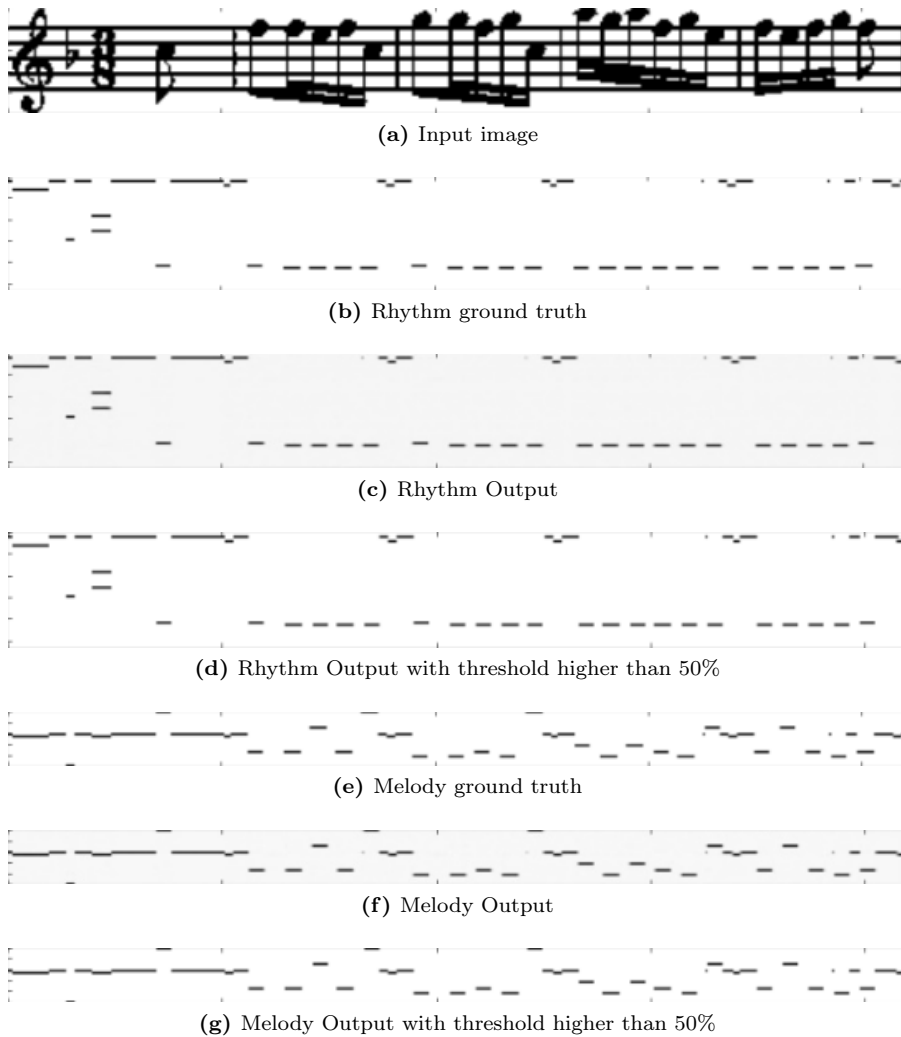 (a) Input image
(b) Rhythm ground truth
(c) Rhythm Output
(d) Rhythm Output with threshold higher than 50%
(e) Melody ground truth
(f) Melody Output
(g) Melody Output with threshold higher than 50%